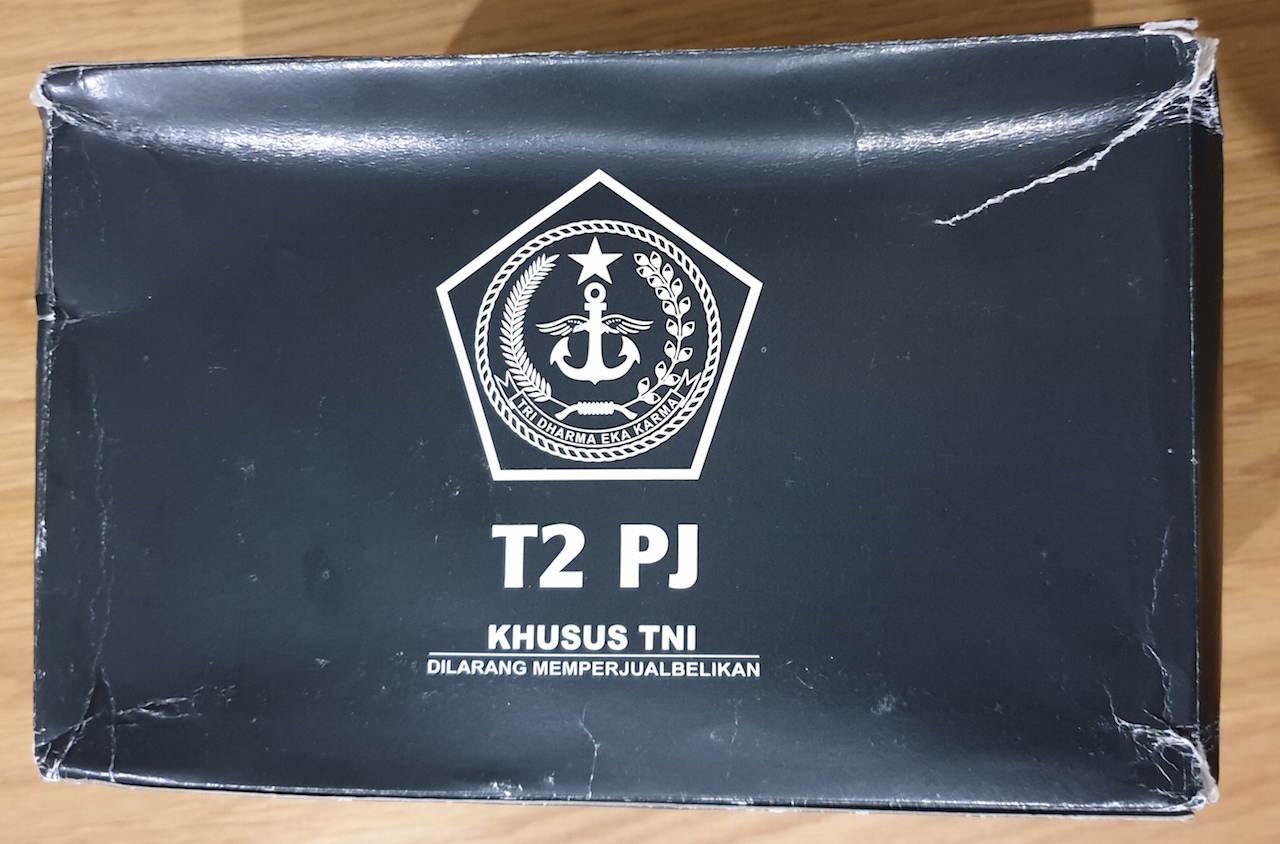 TRI DHARMA EKA KARMA
T2 PJ
KHUSUS TNI
DILARANG MEMPERJUALBELIKAN